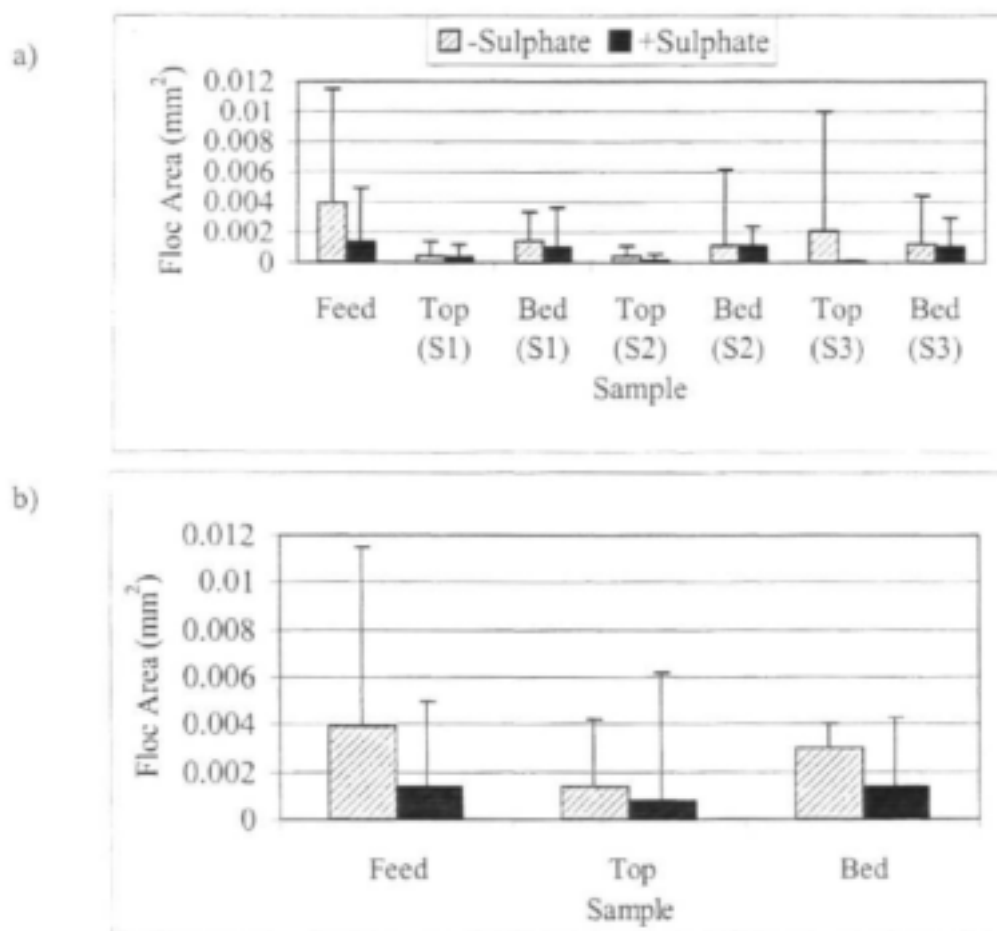 a)
-Sulphate +Sulphate
Floc Area (mm²)
0.012
0.01
0.008
0.006
0.004
0.002
0
Feed Top Bed Top Bed Top Bed
(S1) (S1) (S2) (S2) (S3) (S3)
Sample
b)
Floc Area (mm²)
0.012
0.01
0.008
0.006
0.004
0.002
0
Feed Top Bed
Sample